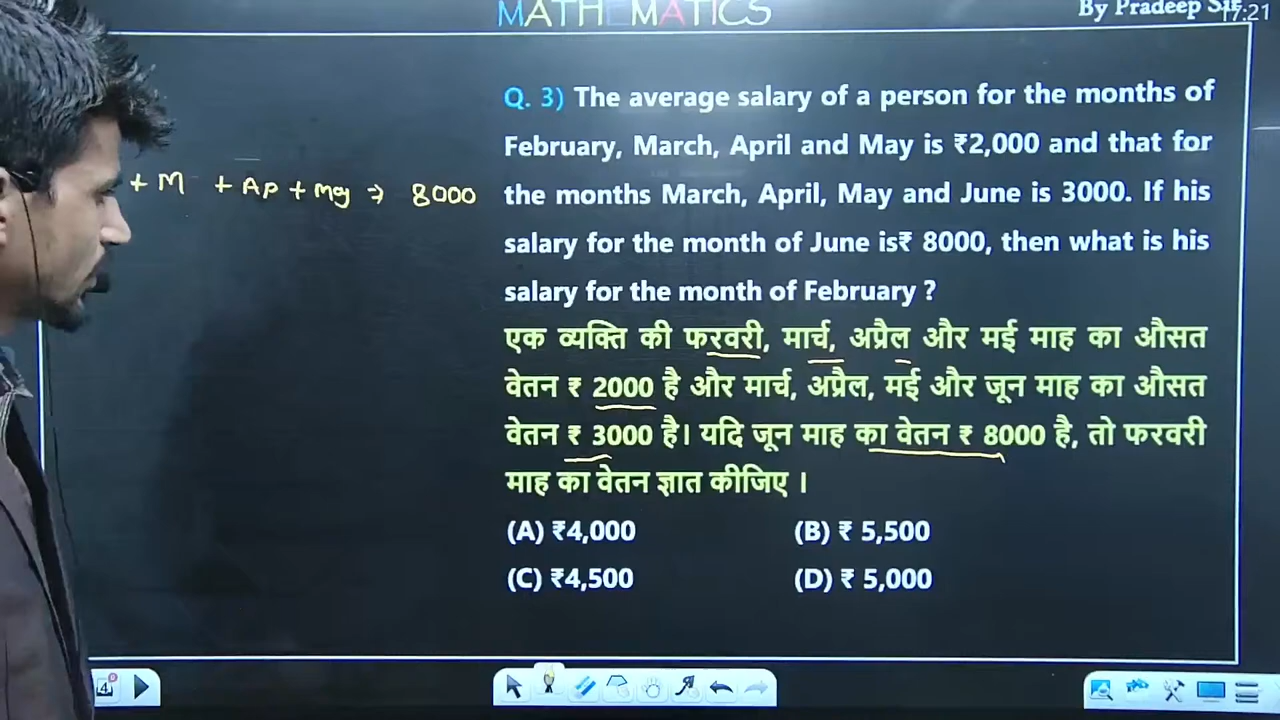 MATHEMATICS
By Pradeep Sir
17:21
+ M + Ap + My ⇒ 8000
Q. 3) The average salary of a person for the months of
February, March, April and May is ₹2,000 and that for
the months March, April, May and June is 3000. If his
salary for the month of June is₹ 8000, then what is his
salary for the month of February ?
एक व्यक्ति की फरवरी, मार्च, अप्रैल और मई माह का औसत
वेतन ₹ 2000 है और मार्च, अप्रैल, मई और जून माह का औसत
वेतन ₹ 3000 है। यदि जून माह का वेतन ₹ 8000 है, तो फरवरी
माह का वेतन ज्ञात कीजिए ।
(A) ₹4,000 (B) ₹ 5,500
(C) ₹4,500 (D) ₹ 5,000
4